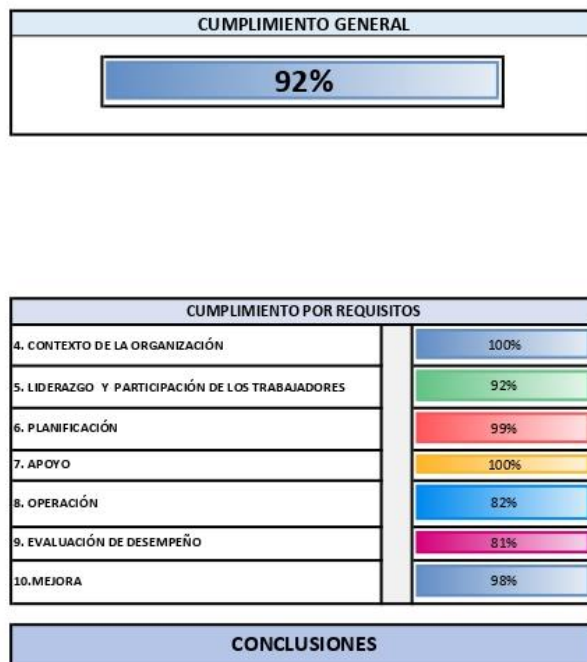 CUMPLIMIENTO GENERAL
92%
CUMPLIMIENTO POR REQUISITOS
4. CONTEXTO DE LA ORGANIZACIÓN 100%
5. LIDERAZGO Y PARTICIPACIÓN DE LOS TRABAJADORES 92%
6. PLANIFICACIÓN 99%
7. APOYO 100%
8. OPERACIÓN 82%
9. EVALUACIÓN DE DESEMPEÑO 81%
10.MEJORA 98%
CONCLUSIONES